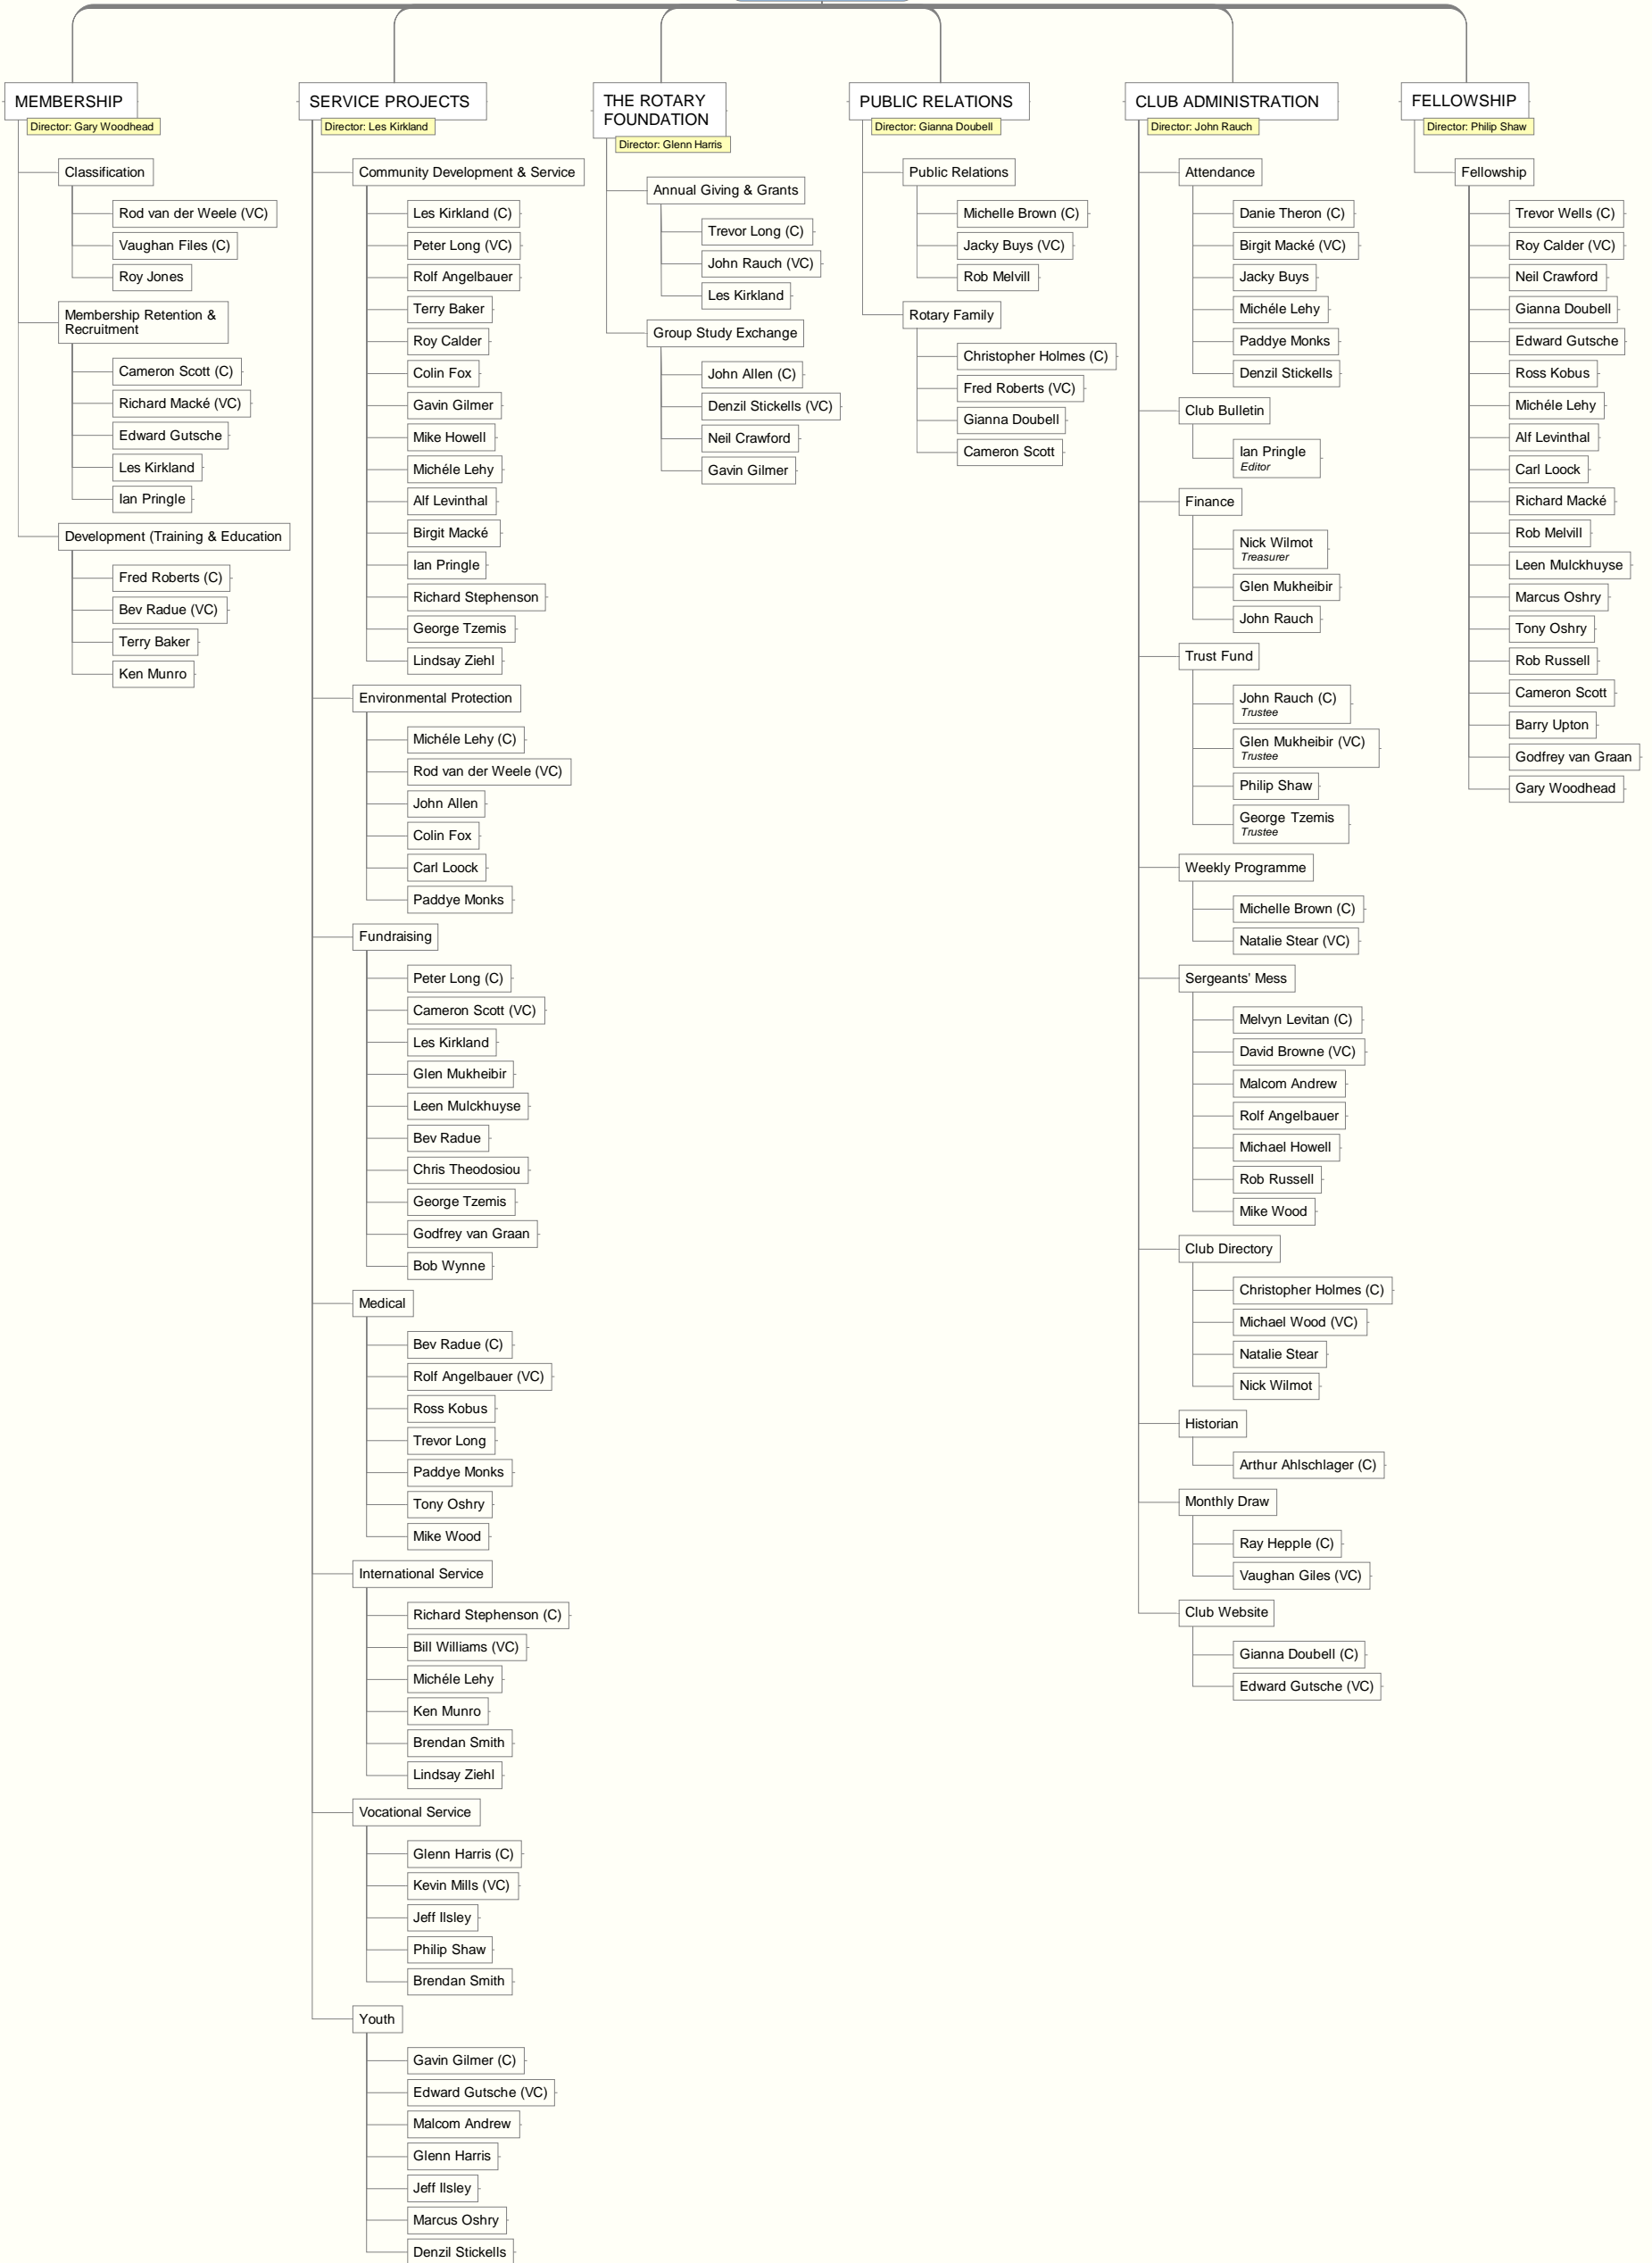 MEMBERSHIP
Director: Gary Woodhead
Classification
Rod van der Weele (VC)
Vaughan Files (C)
Roy Jones
Membership Retention &
Recruitment
Cameron Scott (C)
Richard Macké (VC)
Edward Gutsche
Les Kirkland
Ian Pringle
Development (Training & Education
Fred Roberts (C)
Bev Radue (VC)
Terry Baker
Ken Munro
SERVICE PROJECTS
Director: Les Kirkland
Community Development & Service
Les Kirkland (C)
Peter Long (VC)
Rolf Angelbauer
Terry Baker
Roy Calder
Colin Fox
Gavin Gilmer
Mike Howell
Michéle Lehy
Alf Levinthal
Birgit Macké
Ian Pringle
Richard Stephenson
George Tzemis
Lindsay Ziehl
Environmental Protection
Michéle Lehy (C)
Rod van der Weele (VC)
John Allen
Colin Fox
Carl Loock
Paddye Monks
Fundraising
Peter Long (C)
Cameron Scott (VC)
Les Kirkland
Glen Mukheibir
Leen Mulckhuyse
Bev Radue
Chris Theodosiou
George Tzemis
Godfrey van Graan
Bob Wynne
Medical
Bev Radue (C)
Rolf Angelbauer (VC)
Ross Kobus
Trevor Long
Paddye Monks
Tony Oshry
Mike Wood
International Service
Richard Stephenson (C)
Bill Williams (VC)
Michéle Lehy
Ken Munro
Brendan Smith
Lindsay Ziehl
Vocational Service
Glenn Harris (C)
Kevin Mills (VC)
Jeff Ilsley
Philip Shaw
Brendan Smith
Youth
Gavin Gilmer (C)
Edward Gutsche (VC)
Malcom Andrew
Glenn Harris
Jeff Ilsley
Marcus Oshry
Denzil Stickells
THE ROTARY
FOUNDATION
Director: Glenn Harris
Annual Giving & Grants
Trevor Long (C)
John Rauch (VC)
Les Kirkland
Group Study Exchange
John Allen (C)
Denzil Stickells (VC)
Neil Crawford
Gavin Gilmer
PUBLIC RELATIONS
Director: Gianna Doubell
Public Relations
Michelle Brown (C)
Jacky Buys (VC)
Rob Melvill
Rotary Family
Christopher Holmes (C)
Fred Roberts (VC)
Gianna Doubell
Cameron Scott
CLUB ADMINISTRATION
Director: John Rauch
Attendance
Danie Theron (C)
Birgit Macké (VC)
Jacky Buys
Michéle Lehy
Paddye Monks
Denzil Stickells
Club Bulletin
Ian Pringle
Editor
Finance
Nick Wilmot
Treasurer
Glen Mukheibir
John Rauch
Trust Fund
John Rauch (C)
Trustee
Glen Mukheibir (VC)
Trustee
Philip Shaw
George Tzemis
Trustee
Weekly Programme
Michelle Brown (C)
Natalie Stear (VC)
Sergeants' Mess
Melvyn Levitan (C)
David Browne (VC)
Malcom Andrew
Rolf Angelbauer
Michael Howell
Rob Russell
Mike Wood
Club Directory
Christopher Holmes (C)
Michael Wood (VC)
Natalie Stear
Nick Wilmot
Historian
Arthur Ahlschlager (C)
Monthly Draw
Ray Hepple (C)
Vaughan Giles (VC)
Club Website
Gianna Doubell (C)
Edward Gutsche (VC)
FELLOWSHIP
Director: Philip Shaw
Fellowship
Trevor Wells (C)
Roy Calder (VC)
Neil Crawford
Gianna Doubell
Edward Gutsche
Ross Kobus
Michéle Lehy
Alf Levinthal
Carl Loock
Richard Macké
Rob Melvill
Leen Mulckhuyse
Marcus Oshry
Tony Oshry
Rob Russell
Cameron Scott
Barry Upton
Godfrey van Graan
Gary Woodhead